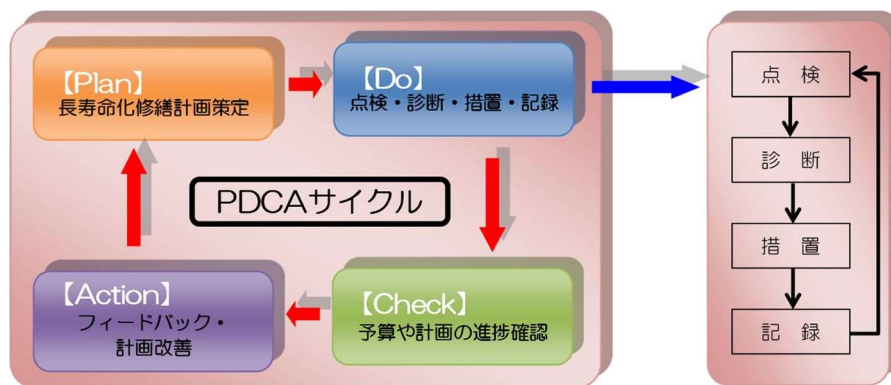 【Plan】
長寿命化修繕計画策定
【Do】
点検・診断・措置・記録
PDCAサイクル
【Action】
フィードバック・
計画改善
【Check】
予算や計画の進捗確認
点 検
診 断
措 置
記 録